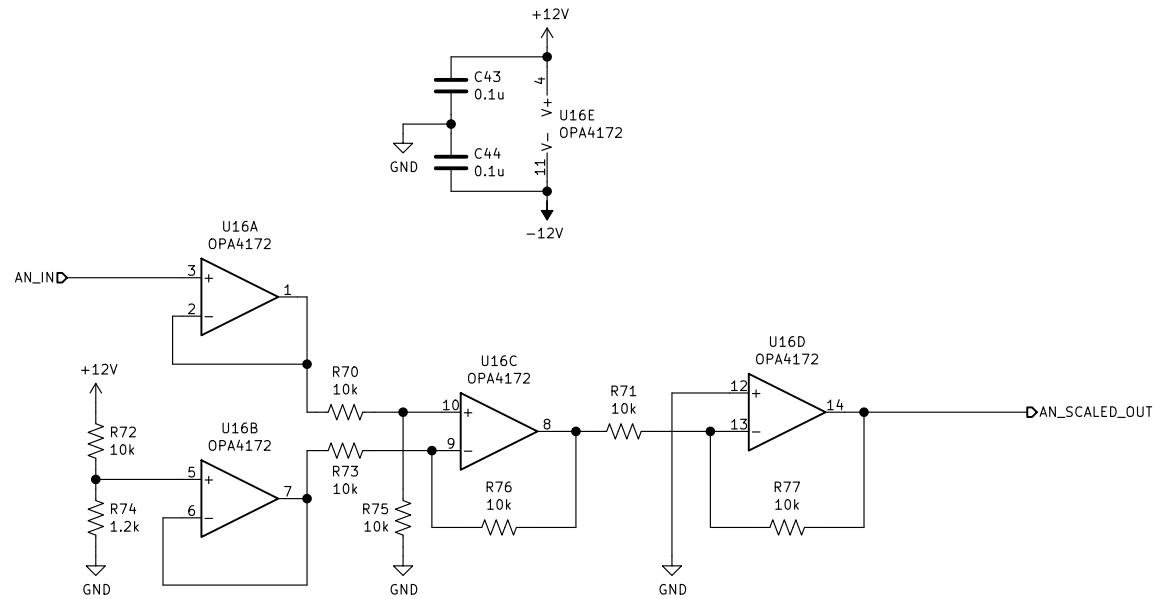 +12V
C43
0.1u
4
V+
U16E
OPA4172
V-
11
GND
C44
0.1u
-12V
U16A
OPA4172
AN_IN
3
+
1
2
-
+12V
R72
10k
R74
1.2k
GND
U16B
OPA4172
5
+
7
6
-
R70
10k
R73
10k
R75
10k
GND
U16C
OPA4172
10
+
8
9
-
R76
10k
R71
10k
U16D
OPA4172
12
+
14
13
-
R77
10k
GND
AN_SCALED_OUT